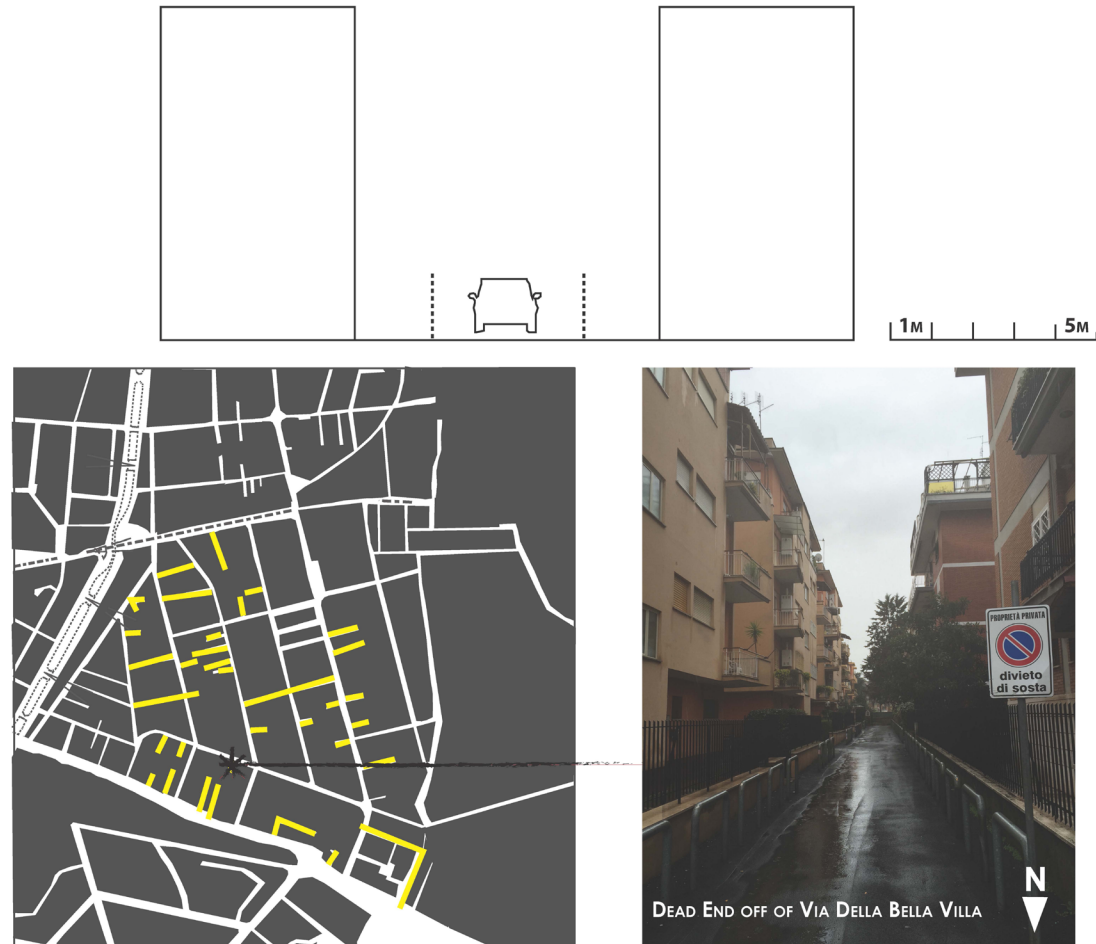 1M 5M
PROPRIETÀ PRIVATA
divieto
di sosta
N
DEAD END OFF OF VIA DELLA BELLA VILLA